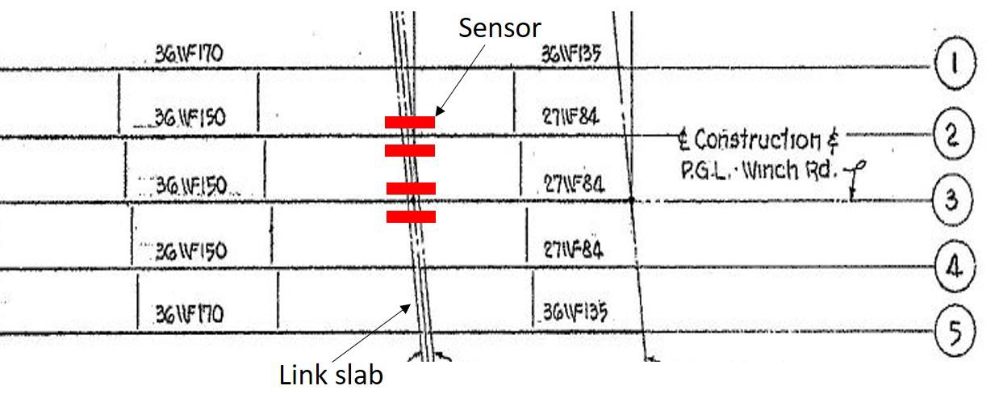 Sensor
36WF170
36WF135
1
36WF150
27WF84
2
℄ Construction &
P.G.L. Winch Rd.
36WF150
27WF84
3
36WF150
27WF84
4
36WF170
36WF135
5
Link slab